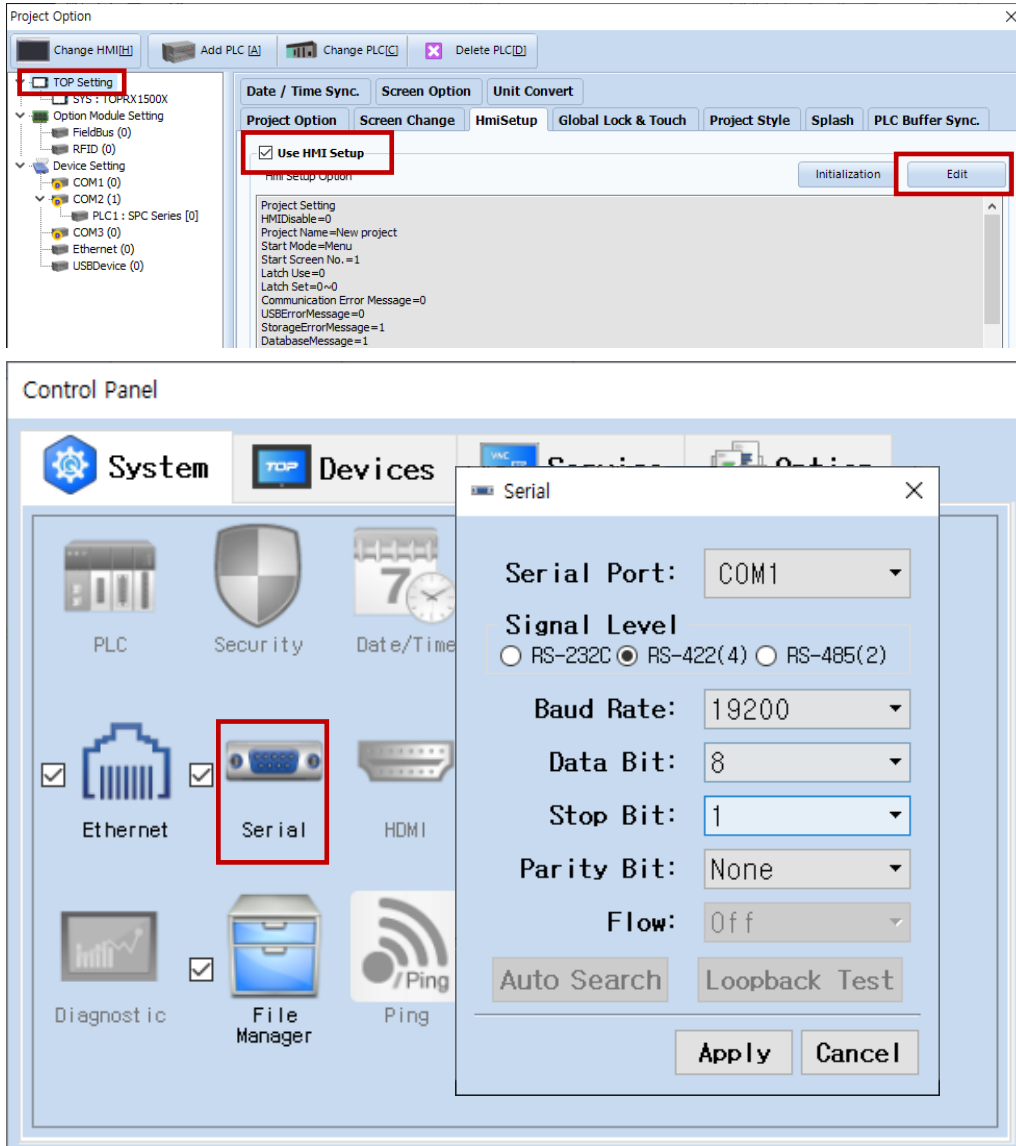 Project Option
Change HMI[H] Add PLC [A] Change PLC[C] Delete PLC[D]
TOP Setting
SYS : TOPRX1500X
Option Module Setting
FieldBus (0)
RFID (0)
Device Setting
COM1 (0)
COM2 (1)
PLC1 : SPC Series [0]
COM3 (0)
Ethernet (0)
USBDevice (0)
Date / Time Sync. Screen Option Unit Convert
Project Option Screen Change HmiSetup Global Lock & Touch Project Style Splash PLC Buffer Sync.
Use HMI Setup
Hmi Setup Option
Initialization Edit
Project Setting
HMIDisable=0
Project Name=New project
Start Mode=Menu
Start Screen No.=1
Latch Use=0
Latch Set=0~0
Communication Error Message=0
USBErrorMessage=0
StorageErrorMessage=1
DatabaseMessage=1
Control Panel
System TOP Devices VNC
PLC Security 7 Date/Time
Ethernet Serial HDMI
Diagnostic File Manager /Ping Ping
Serial
Serial Port: COM1
Signal Level
RS-232C RS-422(4) RS-485(2)
Baud Rate: 19200
Data Bit: 8
Stop Bit: 1
Parity Bit: None
Flow: Off
Auto Search Loopback Test
Apply Cancel